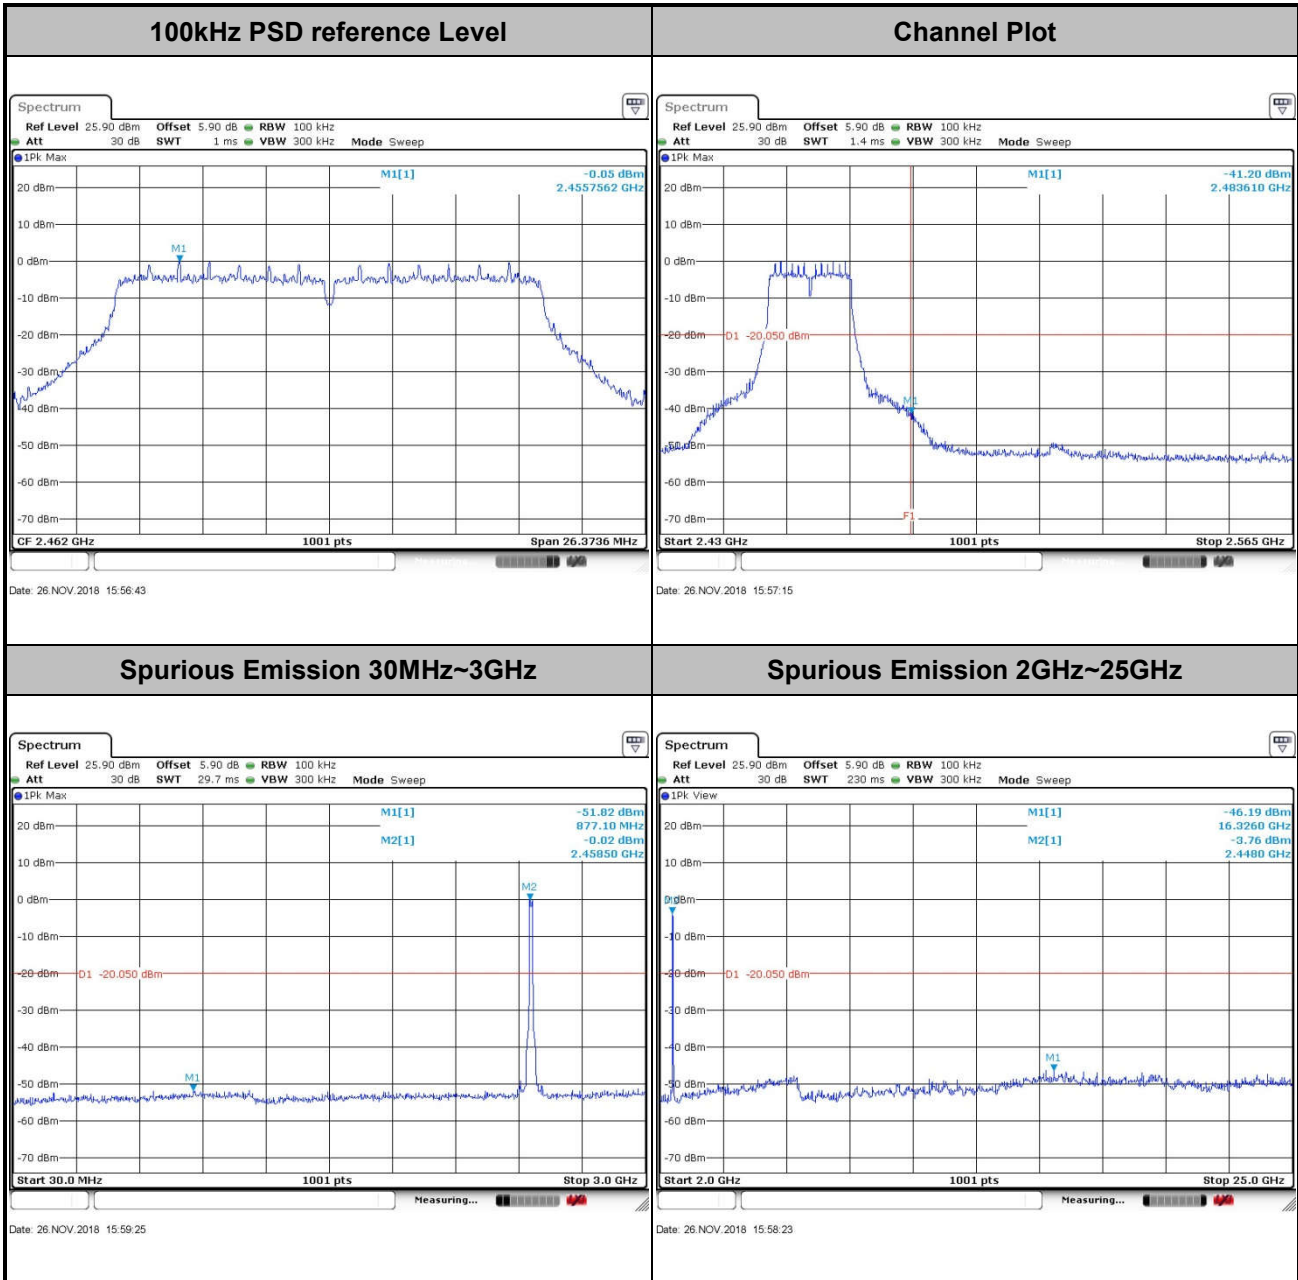 100kHz PSD reference Level
Channel Plot
Spectrum
Ref Level 25.90 dBm Offset 5.90 dB RBW 100 kHz
Att 30 dB SWT 1 ms VBW 300 kHz Mode Sweep
1Pk Max
M1[1] -0.05 dBm
2.4557562 GHz
20 dBm
10 dBm
M1
0 dBm
-10 dBm
-20 dBm
-30 dBm
-40 dBm
-50 dBm
-60 dBm
-70 dBm
CF 2.462 GHz 1001 pts Span 26.3736 MHz
Date: 26.NOV.2018 15:56:43
Spectrum
Ref Level 25.90 dBm Offset 5.90 dB RBW 100 kHz
Att 30 dB SWT 1.4 ms VBW 300 kHz Mode Sweep
1Pk Max
M1[1] -41.20 dBm
2.483610 GHz
20 dBm
10 dBm
0 dBm
-10 dBm
-20 dBm D1 -20.050 dBm
-30 dBm
-40 dBm
M1
-50 dBm
-60 dBm
-70 dBm
F1
Start 2.43 GHz 1001 pts Stop 2.565 GHz
Date: 26.NOV.2018 15:57:15
Spurious Emission 30MHz~3GHz
Spurious Emission 2GHz~25GHz
Spectrum
Ref Level 25.90 dBm Offset 5.90 dB RBW 100 kHz
Att 30 dB SWT 29.7 ms VBW 300 kHz Mode Sweep
1Pk Max
M1[1] -51.82 dBm
877.10 MHz
20 dBm
M2[1] -0.02 dBm
2.45850 GHz
10 dBm
M2
0 dBm
-10 dBm
-20 dBm D1 -20.050 dBm
-30 dBm
-40 dBm
M1
-50 dBm
-60 dBm
-70 dBm
Start 30.0 MHz 1001 pts Stop 3.0 GHz
Measuring...
Date: 26.NOV.2018 15:59:25
Spectrum
Ref Level 25.90 dBm Offset 5.90 dB RBW 100 kHz
Att 30 dB SWT 230 ms VBW 300 kHz Mode Sweep
1Pk View
M1[1] -46.19 dBm
16.3260 GHz
20 dBm
M2[1] -3.76 dBm
2.4480 GHz
10 dBm
0 dBm
-10 dBm
-20 dBm D1 -20.050 dBm
-30 dBm
-40 dBm
M1
-50 dBm
-60 dBm
-70 dBm
Start 2.0 GHz 1001 pts Stop 25.0 GHz
Measuring...
Date: 26.NOV.2018 15:58:23